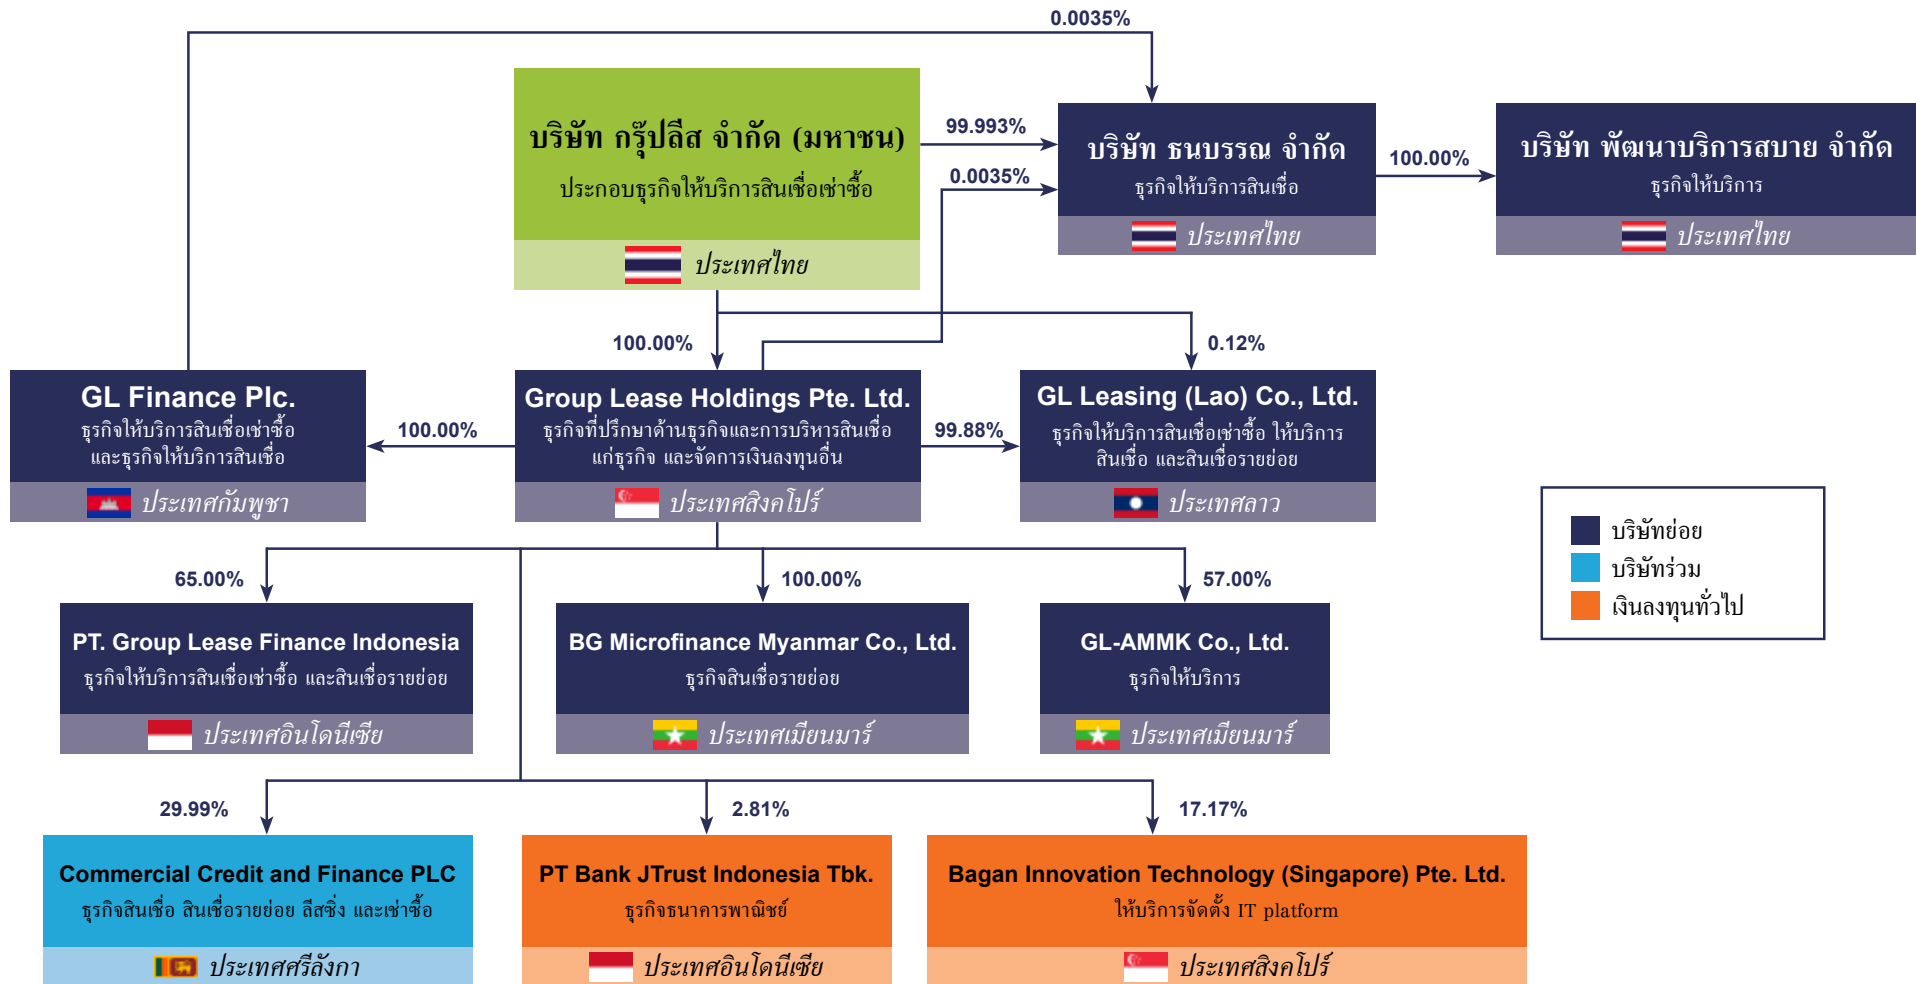 0.0035%
บริษัท กรุ๊ปลีส จำกัด (มหาชน)
ประกอบธุรกิจให้บริการสินเชื่อเช่าซื้อ
ประเทศไทย
99.993%
0.0035%
บริษัท ธนบรรณ จำกัด
ธุรกิจให้บริการสินเชื่อ
ประเทศไทย
100.00%
บริษัท พัฒนาบริการสบาย จำกัด
ธุรกิจให้บริการ
ประเทศไทย
100.00%
0.12%
GL Finance Plc.
ธุรกิจให้บริการสินเชื่อเช่าซื้อ
และธุรกิจให้บริการสินเชื่อ
ประเทศกัมพูชา
100.00%
Group Lease Holdings Pte. Ltd.
ธุรกิจที่ปรึกษาด้านธุรกิจและการบริหารสินเชื่อ
แก่ธุรกิจ และจัดการเงินลงทุนอื่น
ประเทศสิงคโปร์
99.88%
GL Leasing (Lao) Co., Ltd.
ธุรกิจให้บริการสินเชื่อเช่าซื้อ ให้บริการ
สินเชื่อ และสินเชื่อรายย่อย
ประเทศลาว
บริษัทย่อย
บริษัทร่วม
เงินลงทุนทั่วไป
65.00%
100.00%
57.00%
PT. Group Lease Finance Indonesia
ธุรกิจให้บริการสินเชื่อเช่าซื้อ และสินเชื่อรายย่อย
ประเทศอินโดนีเซีย
BG Microfinance Myanmar Co., Ltd.
ธุรกิจสินเชื่อรายย่อย
ประเทศเมียนมาร์
GL-AMMK Co., Ltd.
ธุรกิจให้บริการ
ประเทศเมียนมาร์
29.99%
2.81%
17.17%
Commercial Credit and Finance PLC
ธุรกิจสินเชื่อ สินเชื่อรายย่อย ลีสซิ่ง และเช่าซื้อ
ประเทศศรีลังกา
PT Bank JTrust Indonesia Tbk.
ธุรกิจธนาคารพาณิชย์
ประเทศอินโดนีเซีย
Bagan Innovation Technology (Singapore) Pte. Ltd.
ให้บริการจัดตั้ง IT platform
ประเทศสิงคโปร์